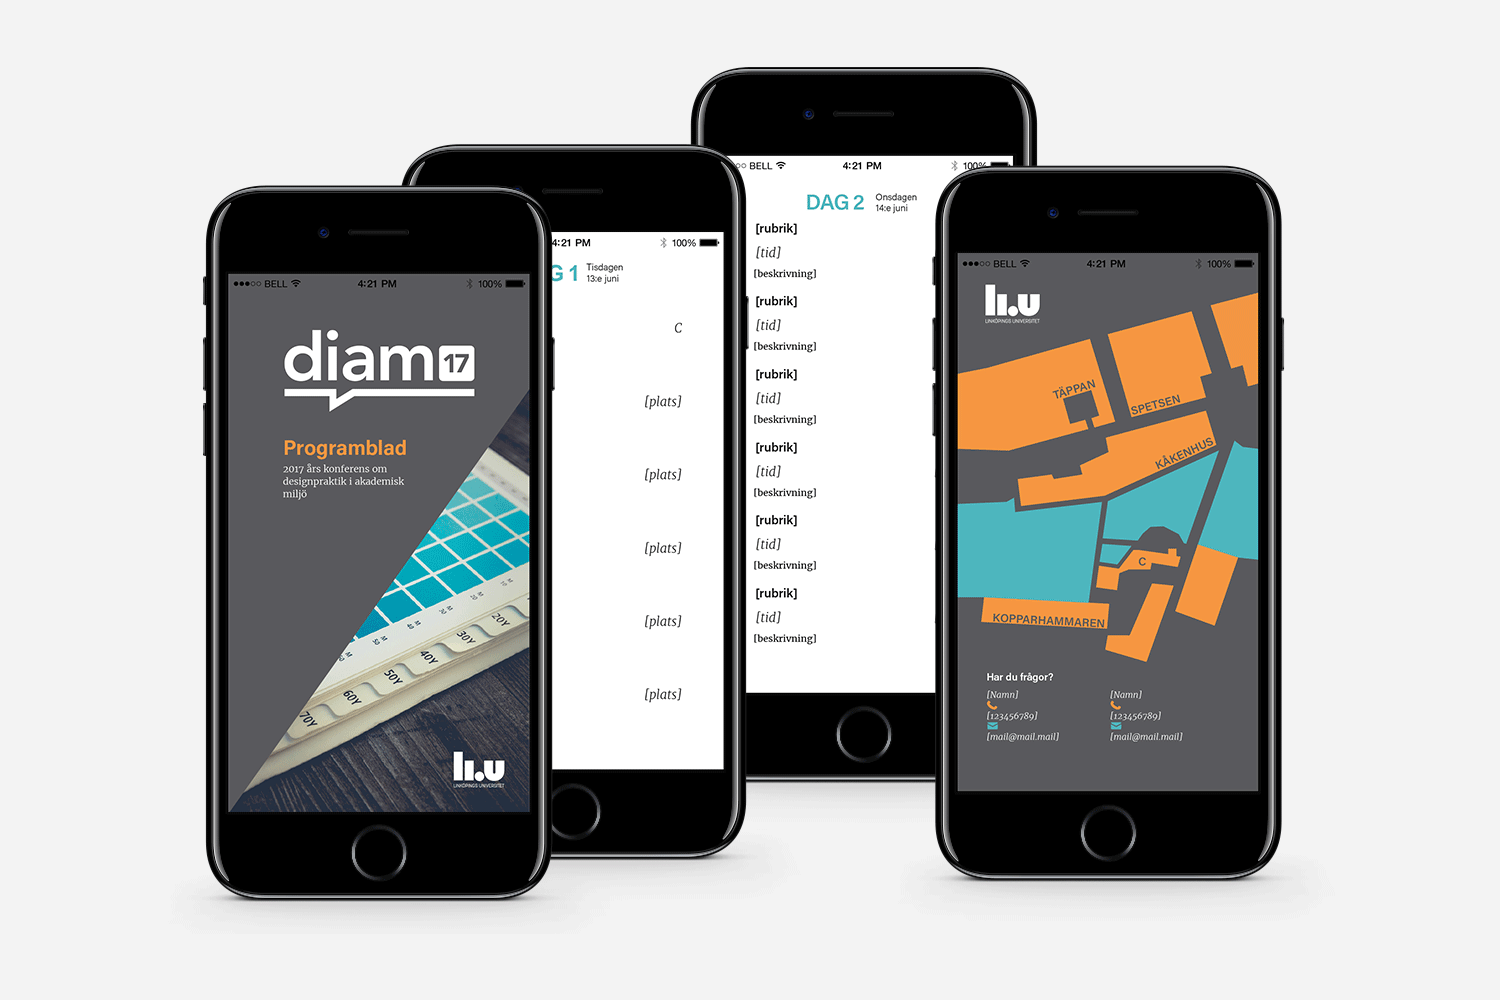 ●●●○○ BELL 4:21 PM 100%
diam 17
Programblad
2017 års konferens om
designpraktik i akademisk
miljö
M
M
50 M
40 M
20Y
30Y
40Y
50Y
60Y
70Y
li.u
LINKÖPINGS UNIVERSITET
4:21 PM 100%
G 1 Tisdagen
13:e juni
C
[plats]
[plats]
[plats]
[plats]
[plats]
○○ BELL 4:21 PM 100%
DAG 2 Onsdagen
14:e juni
[rubrik]
[tid]
[beskrivning]
[rubrik]
[tid]
[beskrivning]
[rubrik]
[tid]
[beskrivning]
[rubrik]
[tid]
[beskrivning]
[rubrik]
[tid]
[beskrivning]
[rubrik]
[tid]
[beskrivning]
●●●○○ BELL 4:21 PM 100%
li.u
LINKÖPINGS UNIVERSITET
TÄPPAN
SPETSEN
KÅKENHUS
C
KOPPARHAMMAREN
Har du frågor?
[Namn] [Namn]
[123456789] [123456789]
[mail@mail.mail] [mail@mail.mail]